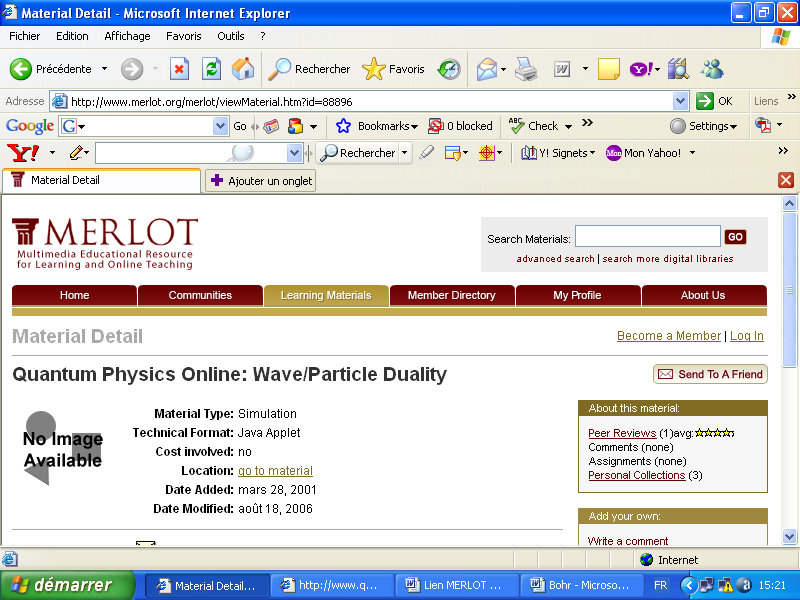 Material Detail - Microsoft Internet Explorer
Fichier Edition Affichage Favoris Outils ?
Précédente Rechercher Favoris W Y!
Adresse http://www.merlot.org/merlot/viewMaterial.htm?id=88896 OK Liens »
Google G Go Bookmarks 0 blocked ABC Check » Settings
Y! Rechercher Y! Signets Mon Mon Yahoo! »
Material Detail Ajouter un onglet
MERLOT
Multimedia Educational Resource
for Learning and Online Teaching
Search Materials: GO
advanced search | search more digital libraries
Home Communities Learning Materials Member Directory My Profile About Us
Material Detail
Become a Member | Log In
Quantum Physics Online: Wave/Particle Duality
Send To A Friend
No Image
Available
Material Type: Simulation
Technical Format: Java Applet
Cost involved: no
Location: go to material
Date Added: mars 28, 2001
Date Modified: août 18, 2006
About this material:
Peer Reviews (1)avg:
Comments (none)
Assignments (none)
Personal Collections (3)
Add your own:
Write a comment
Internet
démarrer Material Detail... http://www.q... Lien MERLOT ... Bohr - Microso... FR 15:21